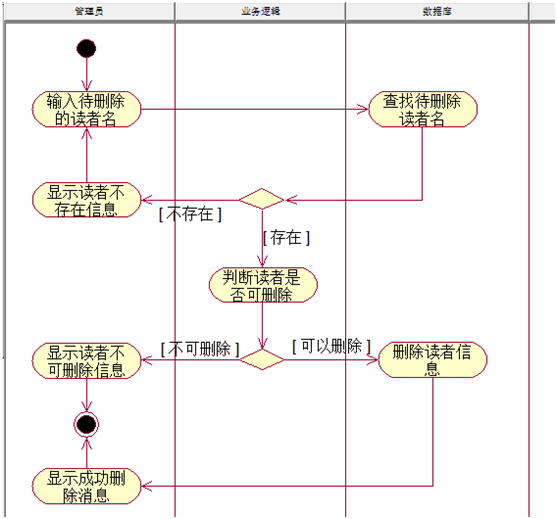 管理员
业务逻辑
数据库
输入待删除
的读者名
查找待删除
读者名
显示读者不
存在信息
[ 不存在 ]
[存在 ]
判断读者是
否可删除
显示读者不
可删除信息
[ 不可删除 ]
[ 可以删除 ]
删除读者信
息
显示成功删
除消息